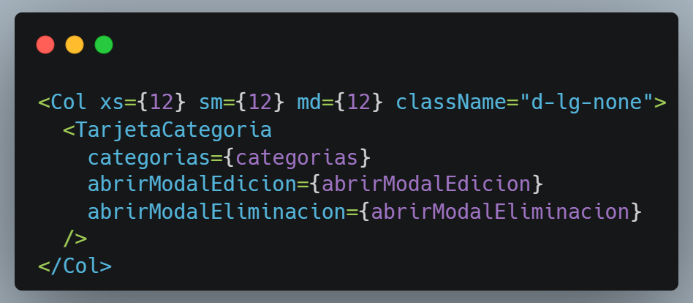 <Col xs={12} sm={12} md={12} className="d-lg-none">
  <TarjetaCategoria
    categorias={categorias}
    abrirModalEdicion={abrirModalEdicion}
    abrirModalEliminacion={abrirModalEliminacion}
  />
</Col>